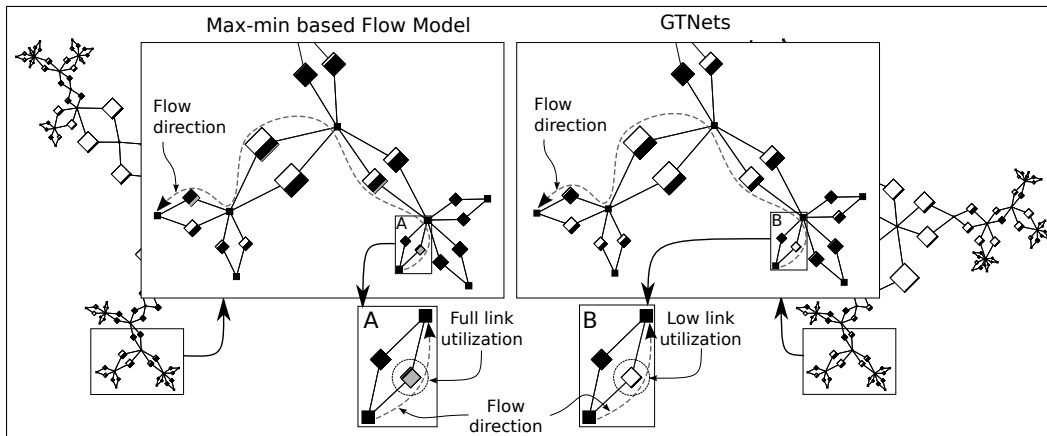 Max-min based Flow Model
GTNets
Flow
direction
A
Flow
direction
B
A
Full link
utilization
B
Low link
utilization
Flow
direction